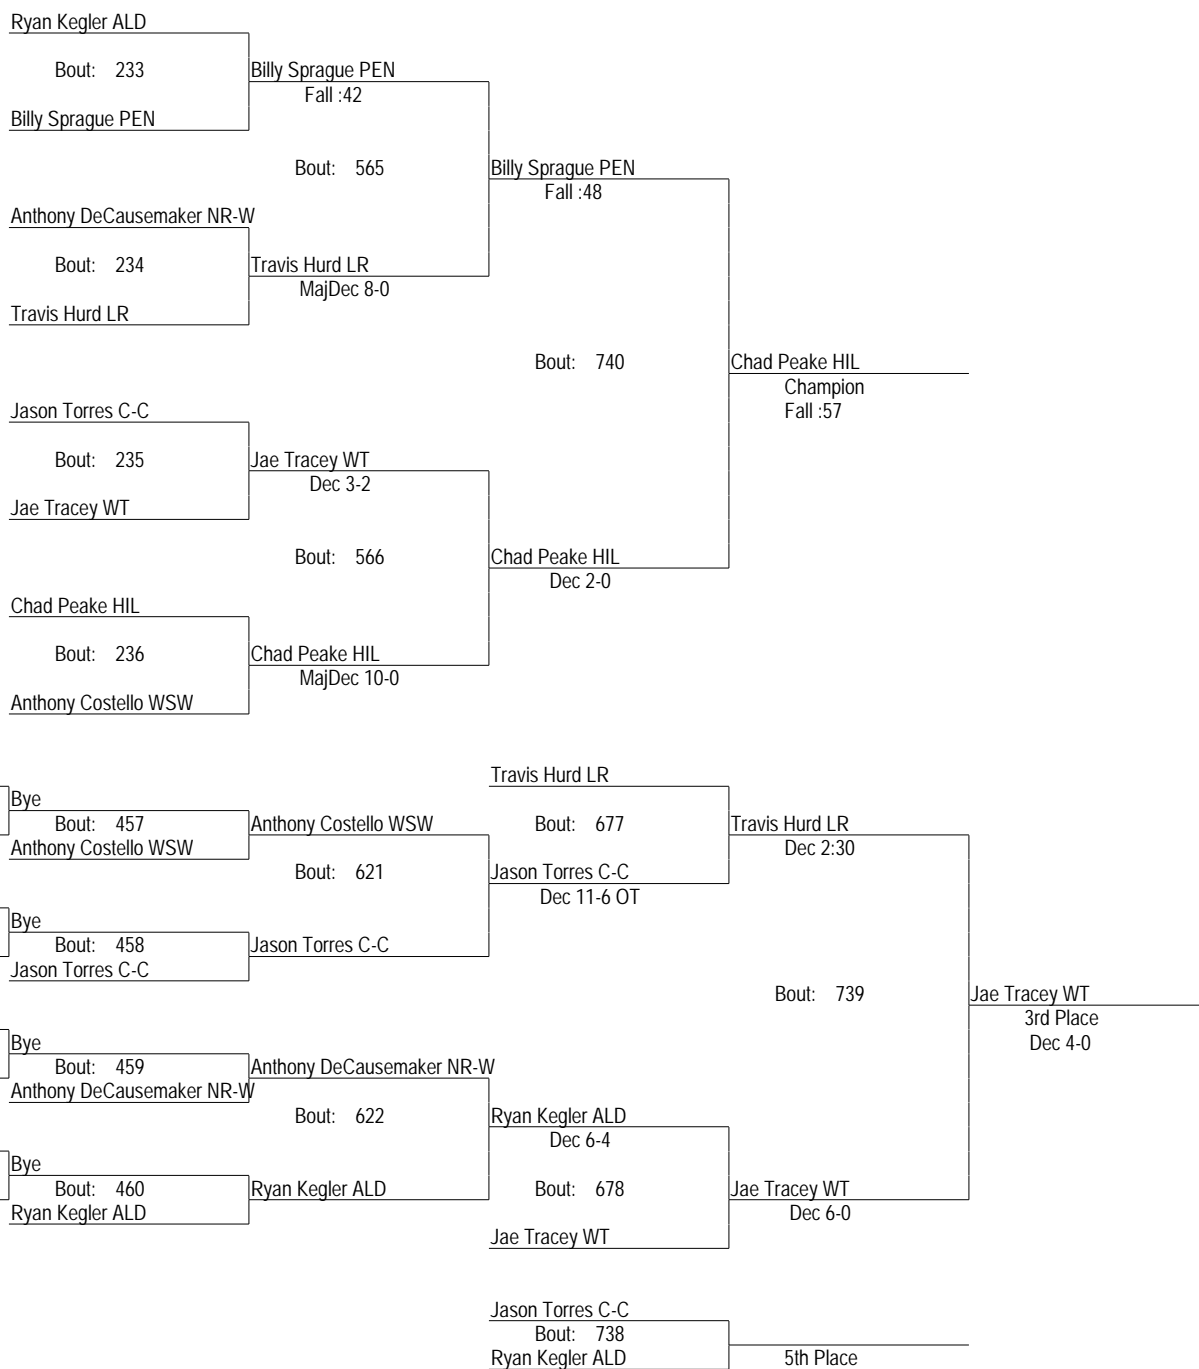 Ryan Kegler ALD
Bout: 233
Billy Sprague PEN
Fall :42
Billy Sprague PEN
Bout: 565
Billy Sprague PEN
Fall :48
Anthony DeCausemaker NR-W
Bout: 234
Travis Hurd LR
MajDec 8-0
Travis Hurd LR
Bout: 740
Chad Peake HIL
Champion
Fall :57
Jason Torres C-C
Bout: 235
Jae Tracey WT
Dec 3-2
Jae Tracey WT
Bout: 566
Chad Peake HIL
Dec 2-0
Chad Peake HIL
Bout: 236
Chad Peake HIL
MajDec 10-0
Anthony Costello WSW
Travis Hurd LR
Bye
Bout: 457
Anthony Costello WSW
Bout: 677
Travis Hurd LR
Anthony Costello WSW
Dec 2:30
Bout: 621
Jason Torres C-C
Dec 11-6 OT
Bye
Bout: 458
Jason Torres C-C
Jason Torres C-C
Bout: 739
Jae Tracey WT
3rd Place
Dec 4-0
Bye
Bout: 459
Anthony DeCausemaker NR-W
Anthony DeCausemaker NR-W
Bout: 622
Ryan Kegler ALD
Dec 6-4
Bye
Bout: 460
Ryan Kegler ALD
Bout: 678
Jae Tracey WT
Ryan Kegler ALD
Dec 6-0
Jae Tracey WT
Jason Torres C-C
Bout: 738
Ryan Kegler ALD
5th Place